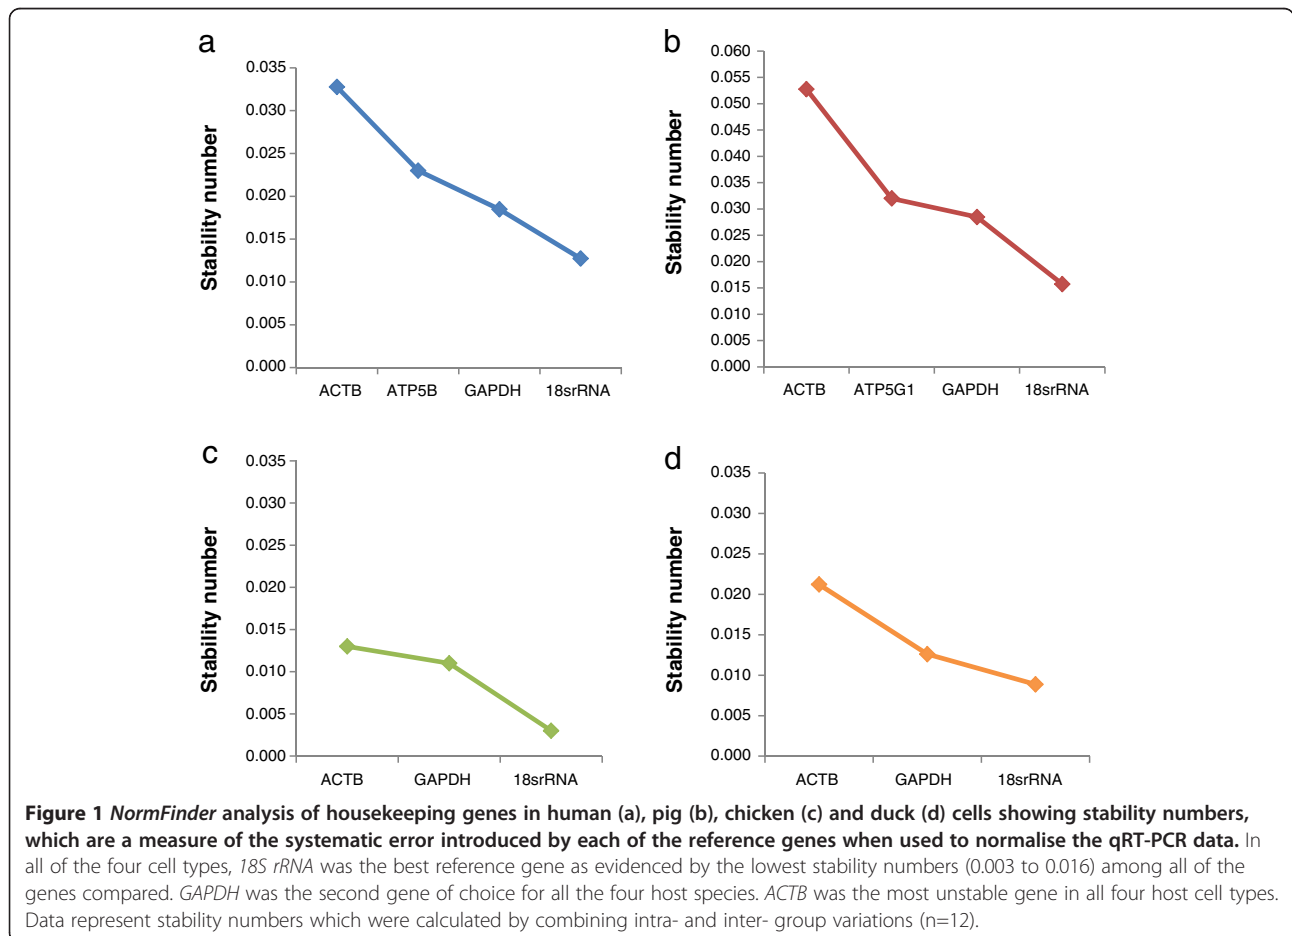 a
Stability number
0.035
0.030
0.025
0.020
0.015
0.010
0.005
0.000
ACTB ATP5B GAPDH 18srRNA
b
Stability number
0.060
0.055
0.050
0.045
0.040
0.035
0.030
0.025
0.020
0.015
0.010
0.005
0.000
ACTB ATP5G1 GAPDH 18srRNA
c
Stability number
0.035
0.030
0.025
0.020
0.015
0.010
0.005
0.000
ACTB GAPDH 18srRNA
d
Stability number
0.035
0.030
0.025
0.020
0.015
0.010
0.005
0.000
ACTB GAPDH 18srRNA
Figure 1 NormFinder analysis of housekeeping genes in human (a), pig (b), chicken (c) and duck (d) cells showing stability numbers,
which are a measure of the systematic error introduced by each of the reference genes when used to normalise the qRT-PCR data. In
all of the four cell types, 18S rRNA was the best reference gene as evidenced by the lowest stability numbers (0.003 to 0.016) among all of the
genes compared. GAPDH was the second gene of choice for all the four host species. ACTB was the most unstable gene in all four host cell types.
Data represent stability numbers which were calculated by combining intra- and inter- group variations (n=12).